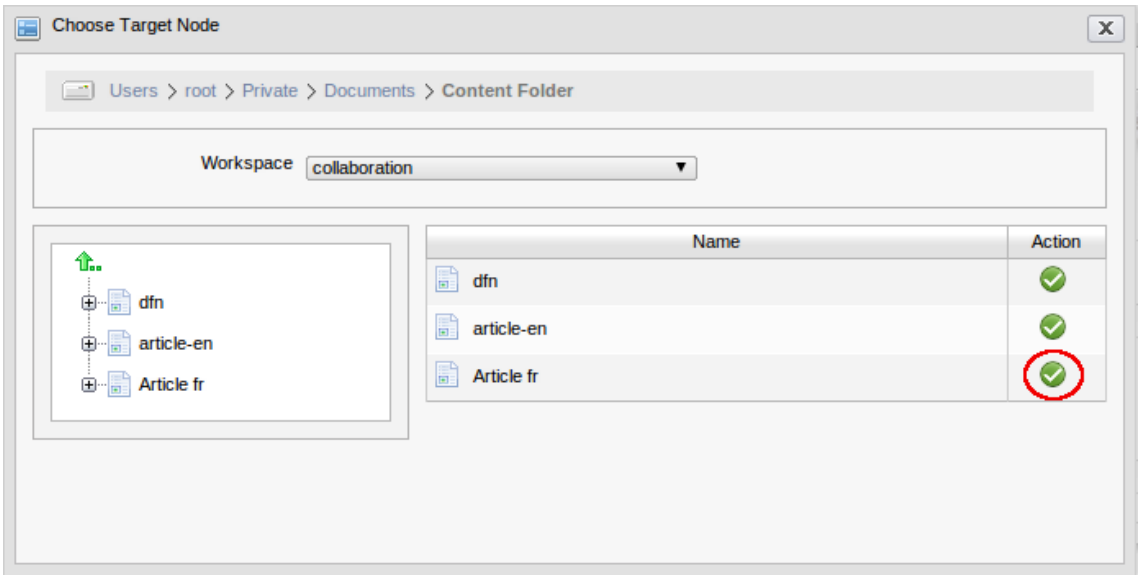 Choose Target Node
X
Users > root > Private > Documents > Content Folder
Workspace collaboration
Name Action
dfn
article-en
Article fr
dfn
article-en
Article fr